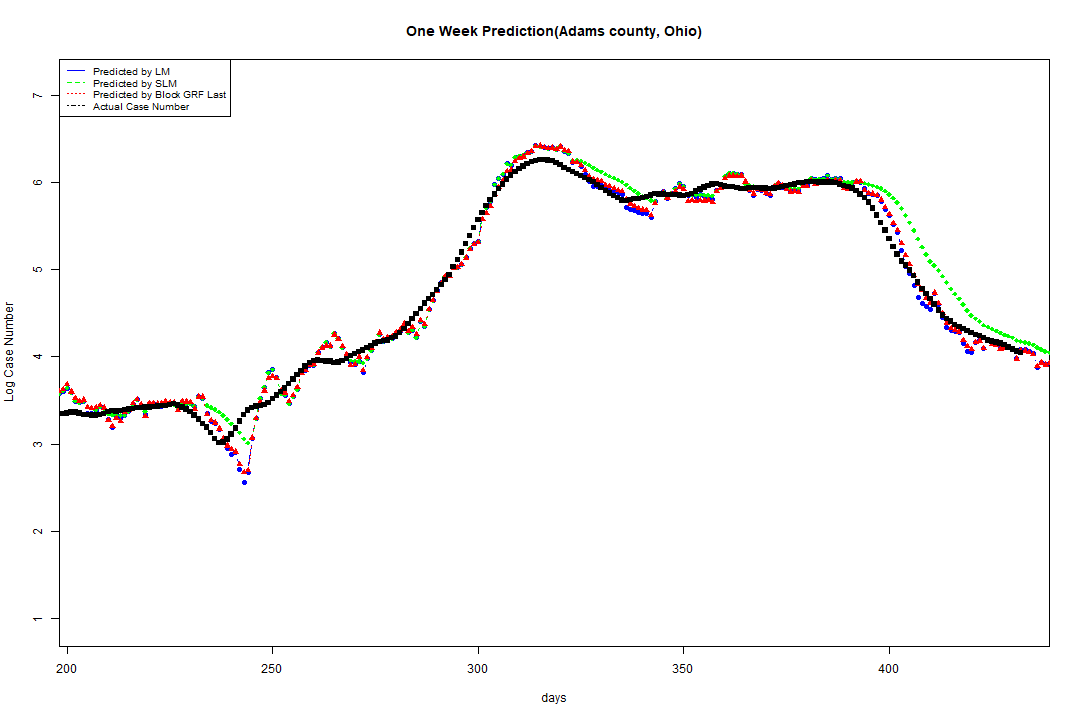 One Week Prediction(Adams county, Ohio)
Predicted by LM
Predicted by SLM
Predicted by Block GRF Last
Actual Case Number
7
6
5
4
3
2
1
Log Case Number
200 250 300 350 400
days